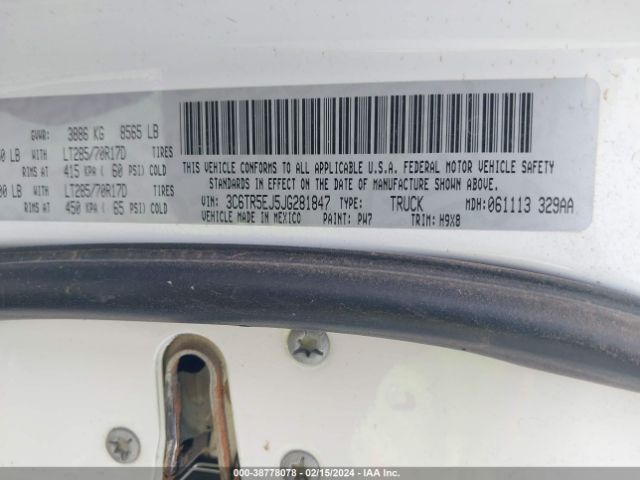 GVWR: 3886 KG 8565 LB
LB WITH LT285/70R17D TIRES
RIMS AT 415 KPA ( 60 PSI) COLD
LB WITH LT285/70R17D TIRES
RIMS AT 450 KPA ( 65 PSI) COLD
THIS VEHICLE CONFORMS TO ALL APPLICABLE U.S.A. FEDERAL MOTOR VEHICLE SAFETY
STANDARDS IN EFFECT ON THE DATE OF MANUFACTURE SHOWN ABOVE.
VIN: 3C6TR5EJ5JG281847 TYPE: TRUCK MDH: 061113 329AA
VEHICLE MADE IN MEXICO PAINT: PW7 TRIM: H9X8
000-38778078 - 02/15/2024 - IAA Inc.